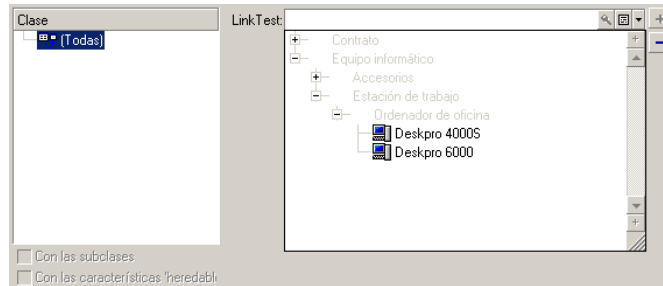 Clase
(Todas)
LinkTest:
Contrato
Equipo informático
Accesorios
Estación de trabajo
Ordenador de oficina
Deskpro 4000S
Deskpro 6000
Con las subclases
Con las características 'heredabl